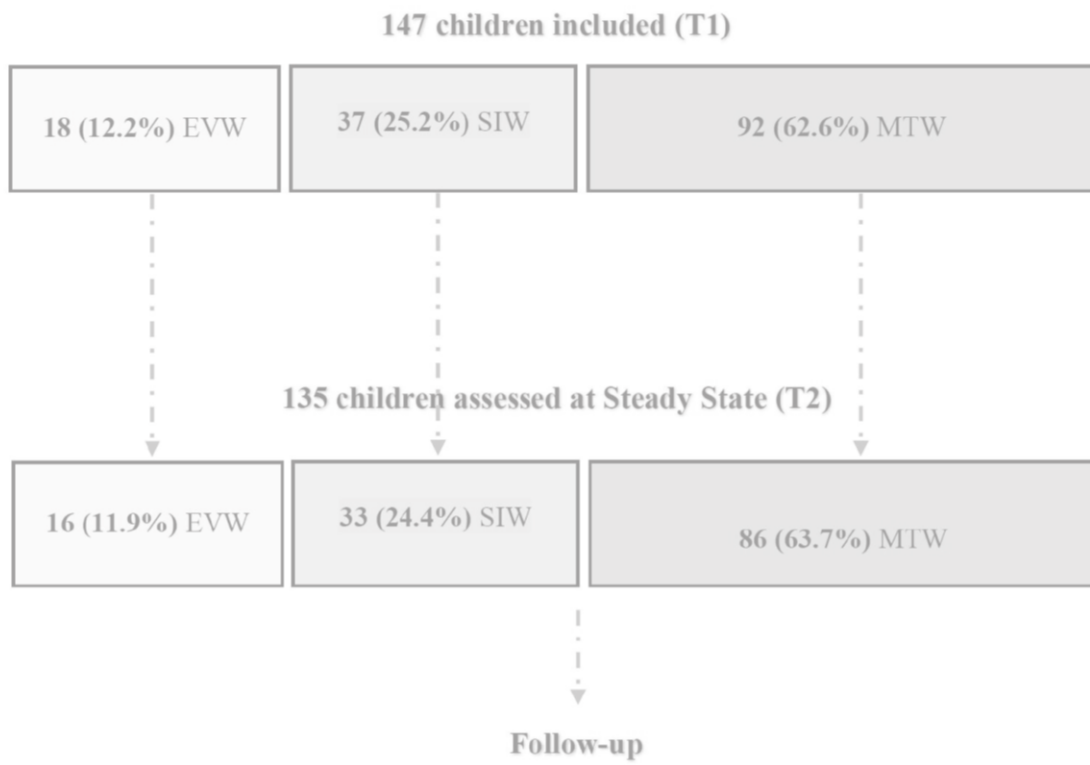 147 children included (T1)
18 (12.2%) EVW
37 (25.2%) SIW
92 (62.6%) MTW
135 children assessed at Steady State (T2)
16 (11.9%) EVW
33 (24.4%) SIW
86 (63.7%) MTW
Follow-up